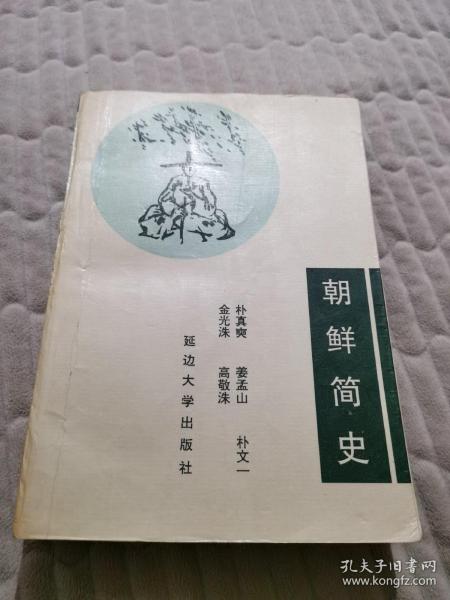 朝鲜简史
朴真奭 姜孟山 朴文一
金光洙 高敬洙
延边大学出版社
孔夫子旧书网
www.kongfz.com